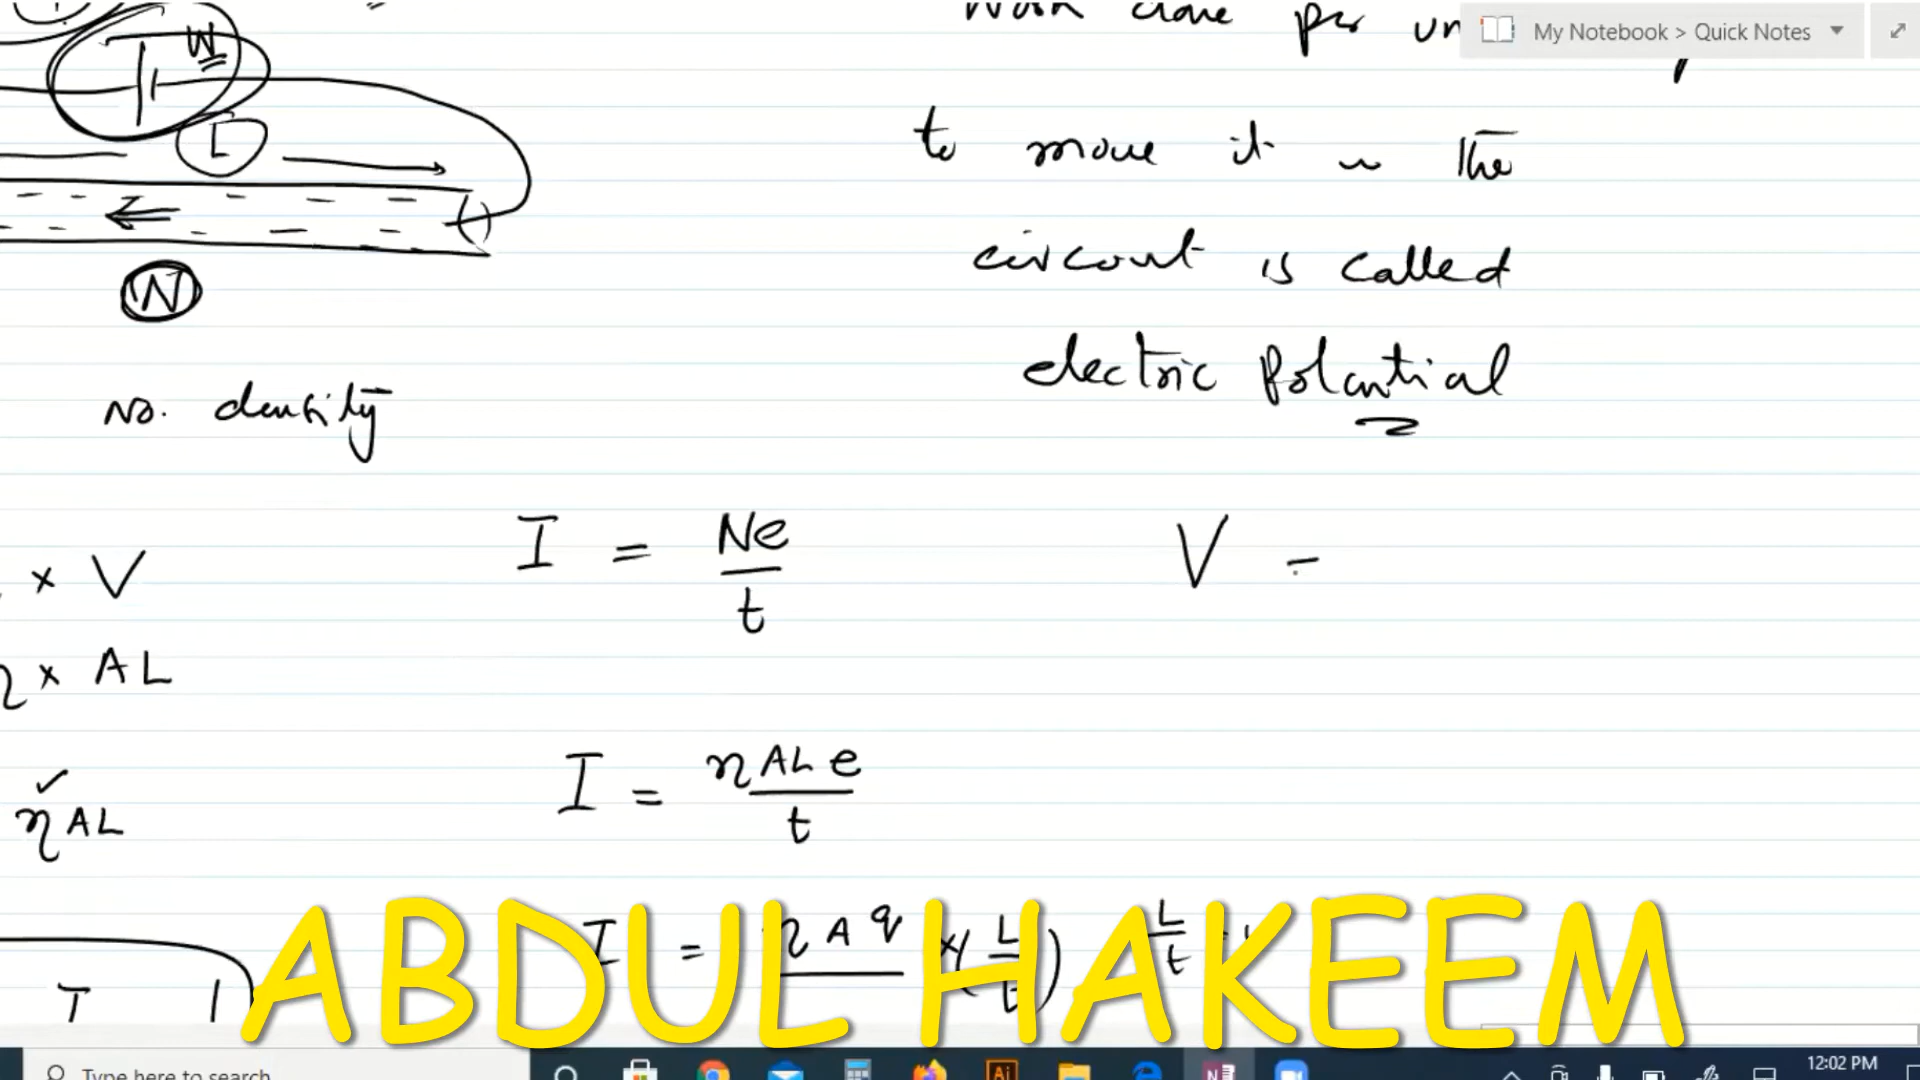 My Notebook > Quick Notes
Work done per un
to move it in the
circuit is called
electric potential
W
L
N
no. density
I = Ne/t
V =
× V
η × AL
ηAL
I = ηALe/t
I = ηAq × (L/t)
L/t
I
ABDUL HAKEEM
Type here to search
12:02 PM